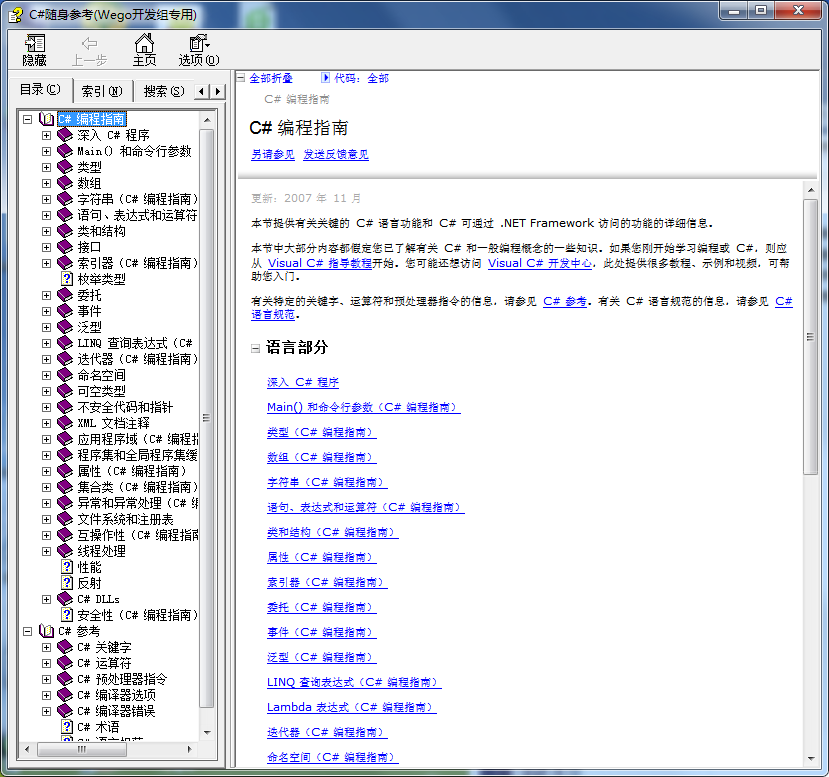 C#随身参考(Wego开发组专用)
隐藏
上一步
主页
选项(O)
目录(C)
索引(N)
搜索(S)
C# 编程指南
深入 C# 程序
Main() 和命令行参数
类型
数组
字符串（C# 编程指南）
语句、表达式和运算符
类和结构
接口
索引器（C# 编程指南）
枚举类型
委托
事件
泛型
LINQ 查询表达式（C#
迭代器（C# 编程指南）
命名空间
可空类型
不安全代码和指针
XML 文档注释
应用程序域（C# 编程指
程序集和全局程序集缓
属性（C# 编程指南）
集合类（C# 编程指南）
异常和异常处理（C# 编
文件系统和注册表
互操作性（C# 编程指南
线程处理
性能
反射
C# DLLs
安全性（C# 编程指南）
C# 参考
C# 关键字
C# 运算符
C# 预处理器指令
C# 编译器选项
C# 编译器错误
C# 术语
全部折叠 代码：全部
C# 编程指南
C# 编程指南
另请参见 发送反馈意见
更新：2007 年 11 月
本节提供有关关键的 C# 语言功能和 C# 可通过 .NET Framework 访问的功能的详细信息。
本节中大部分内容都假定您已了解有关 C# 和一般编程概念的一些知识。如果您刚开始学习编程或 C#，则应
从 Visual C# 指导教程开始。您可能还想访问 Visual C# 开发中心，此处提供很多教程、示例和视频，可帮
助您入门。
有关特定的关键字、运算符和预处理器指令的信息，请参见 C# 参考。有关 C# 语言规范的信息，请参见 C#
语言规范。
语言部分
深入 C# 程序
Main() 和命令行参数（C# 编程指南）
类型（C# 编程指南）
数组（C# 编程指南）
字符串（C# 编程指南）
语句、表达式和运算符（C# 编程指南）
类和结构（C# 编程指南）
属性（C# 编程指南）
索引器（C# 编程指南）
委托（C# 编程指南）
事件（C# 编程指南）
泛型（C# 编程指南）
LINQ 查询表达式（C# 编程指南）
Lambda 表达式（C# 编程指南）
迭代器（C# 编程指南）
命名空间（C# 编程指南）